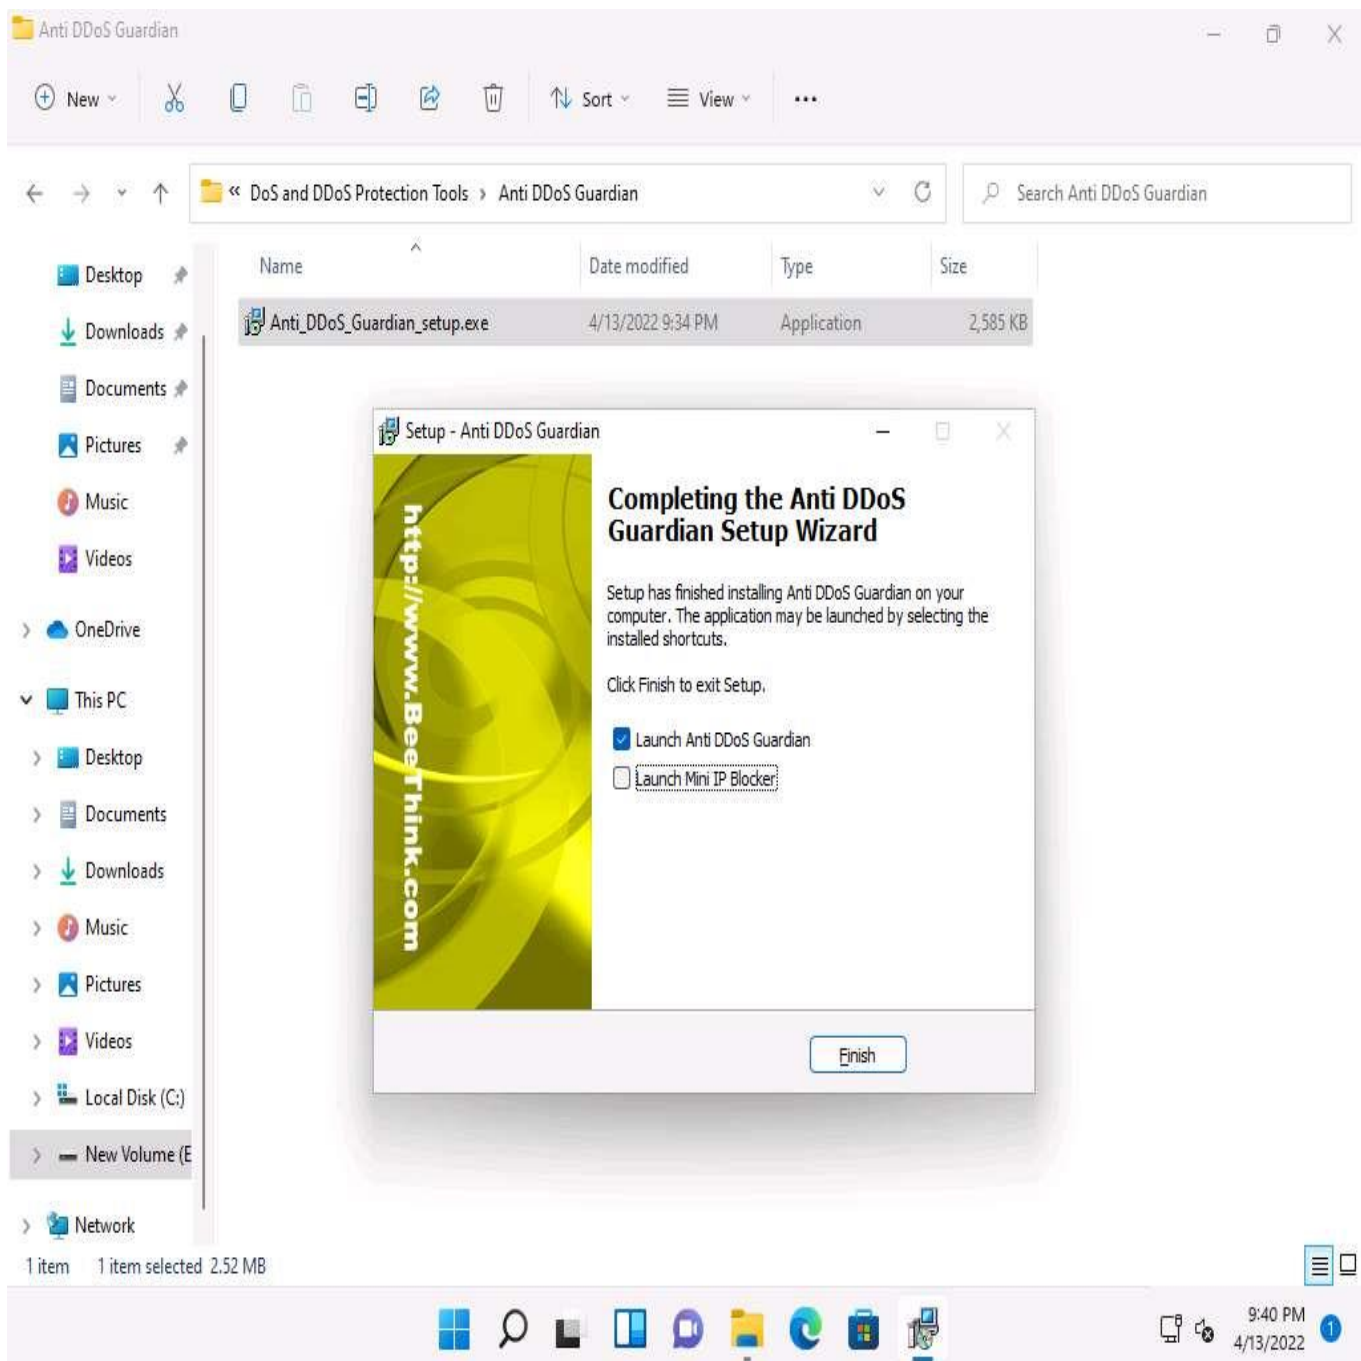 Anti DDoS Guardian
New
Sort
View
« DoS and DDoS Protection Tools › Anti DDoS Guardian
Search Anti DDoS Guardian
Name
Date modified
Type
Size
Anti_DDoS_Guardian_setup.exe
4/13/2022 9:34 PM
Application
2,585 KB
Desktop
Downloads
Documents
Pictures
Music
Videos
OneDrive
This PC
Desktop
Documents
Downloads
Music
Pictures
Videos
Local Disk (C:)
New Volume (E
Network
Setup - Anti DDoS Guardian
http://www.BeeThink.com
Completing the Anti DDoS
Guardian Setup Wizard
Setup has finished installing Anti DDoS Guardian on your
computer. The application may be launched by selecting the
installed shortcuts.
Click Finish to exit Setup.
Launch Anti DDoS Guardian
Launch Mini IP Blocker
Finish
1 item
1 item selected 2.52 MB
9:40 PM
4/13/2022
1